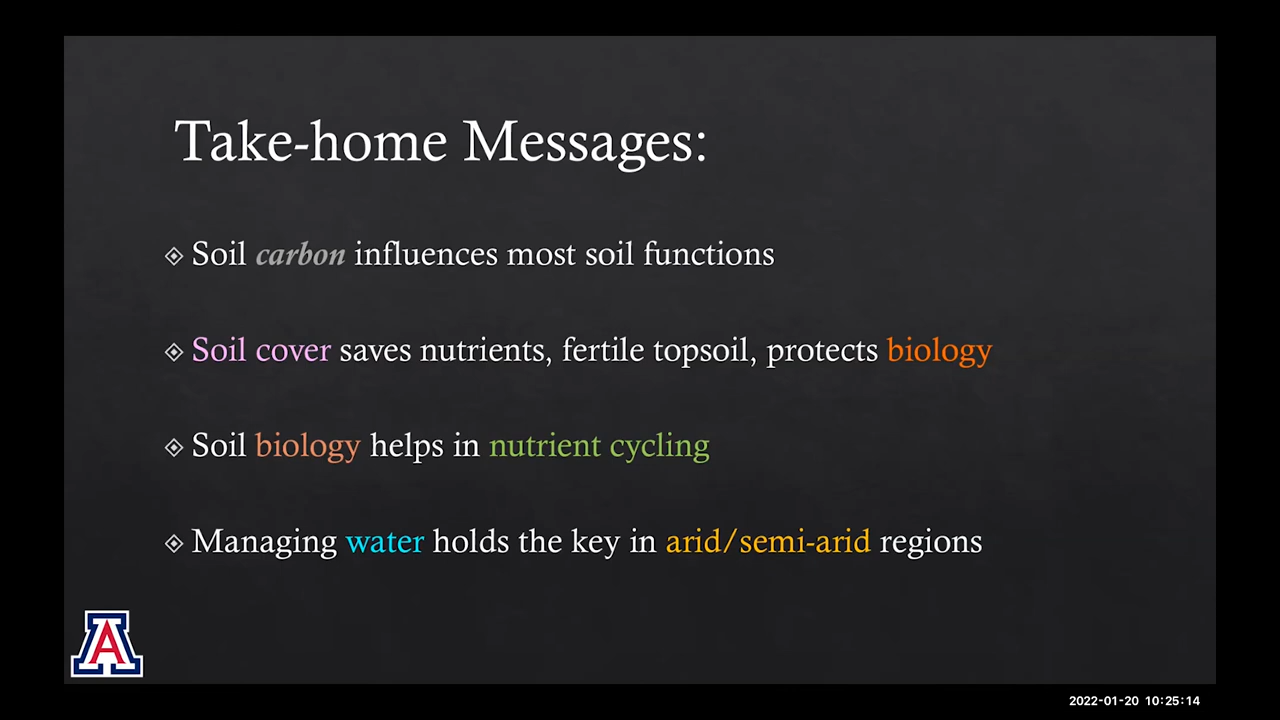 Take-home Messages:
Soil carbon influences most soil functions
Soil cover saves nutrients, fertile topsoil, protects biology
Soil biology helps in nutrient cycling
Managing water holds the key in arid/semi-arid regions
A
2022-01-20 10:25:14